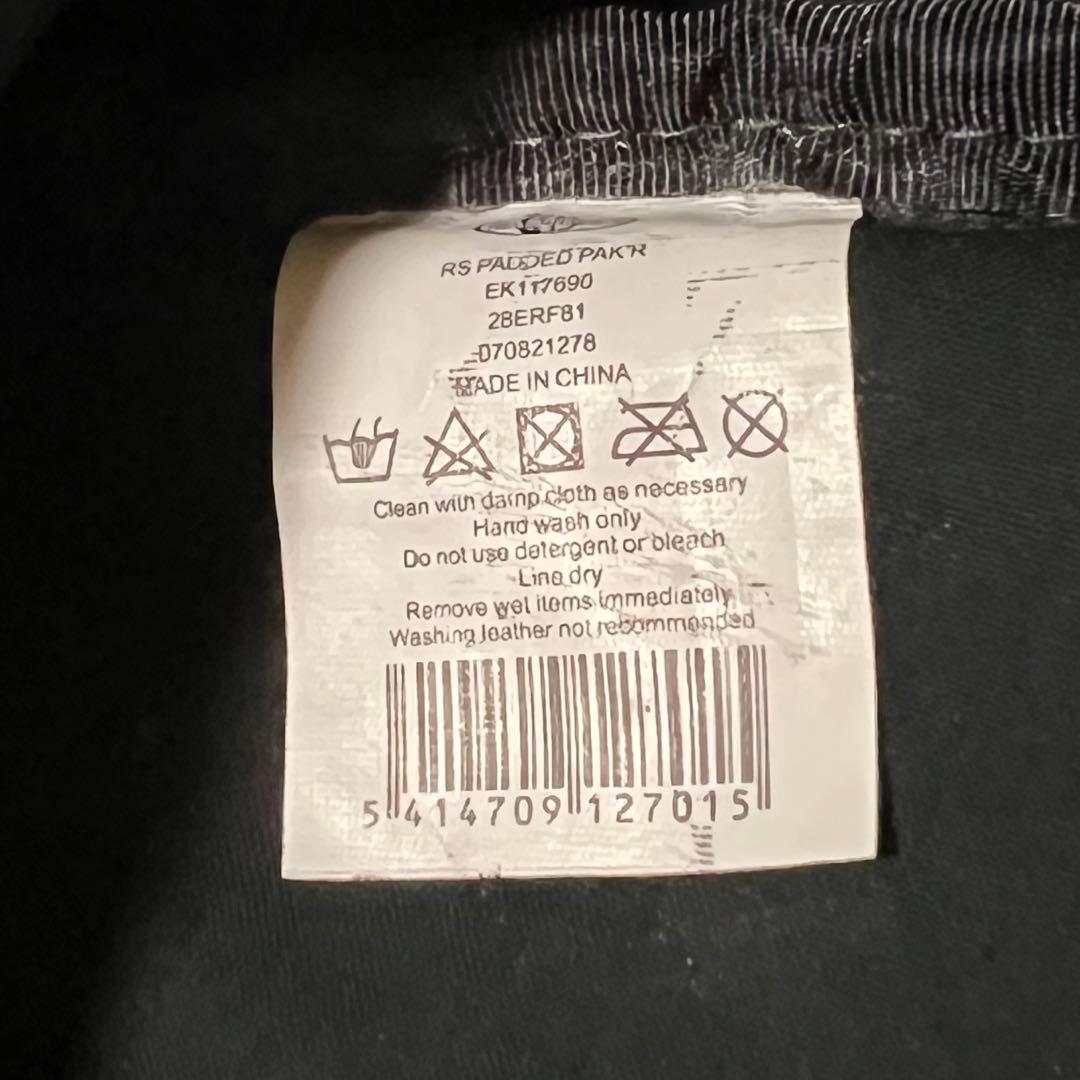 RS PADDED PAK'R
EK117690
28ERF81
070821278
MADE IN CHINA
Clean with damp cloth as necessary
Hand wash only
Do not use detergent or bleach
Line dry
Remove wet items immediately
Washing leather not recommended
5 414709 127015